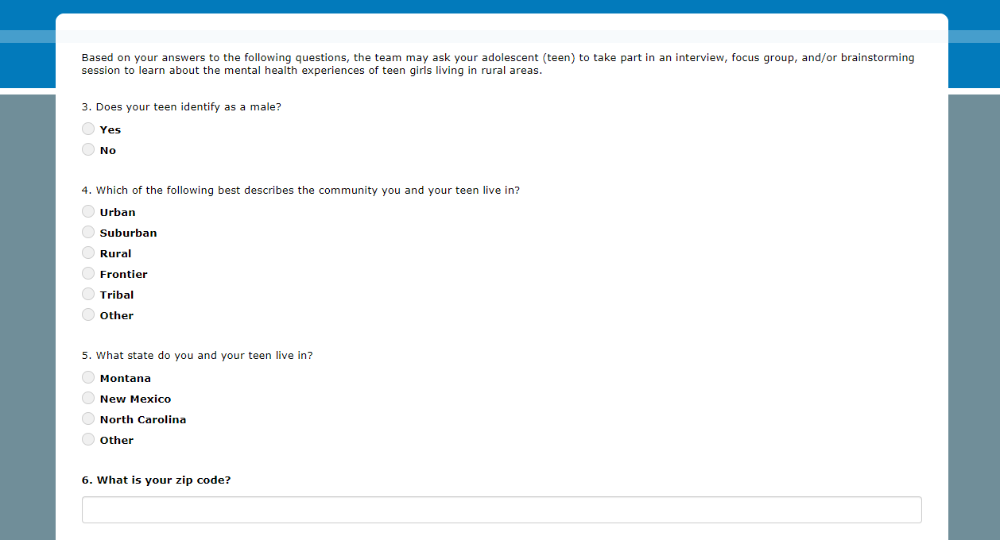 Based on your answers to the following questions, the team may ask your adolescent (teen) to take part in an interview, focus group, and/or brainstorming
session to learn about the mental health experiences of teen girls living in rural areas.
3. Does your teen identify as a male?
Yes
No
4. Which of the following best describes the community you and your teen live in?
Urban
Suburban
Rural
Frontier
Tribal
Other
5. What state do you and your teen live in?
Montana
New Mexico
North Carolina
Other
6. What is your zip code?